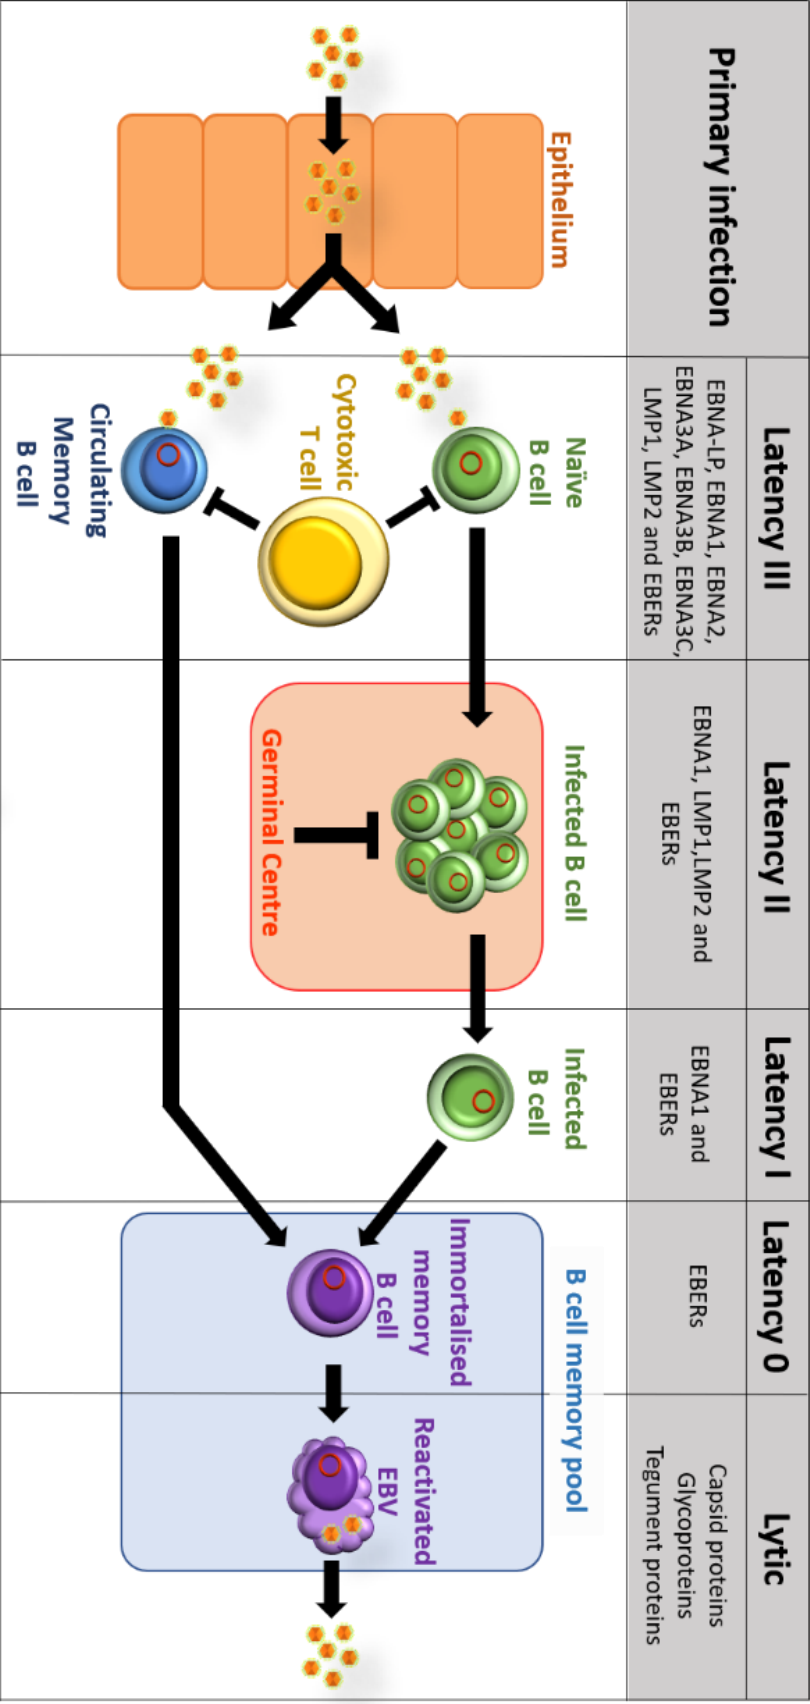 Primary infection
Latency III
Latency II
Latency I
Latency 0
Lytic
EBNA-LP, EBNA1, EBNA2,
EBNA3A, EBNA3B, EBNA3C,
LMP1, LMP2 and EBERs
EBNA1, LMP1,LMP2 and
EBERs
EBNA1 and
EBERs
EBERs
Capsid proteins
Glycoproteins
Tegument proteins
Epithelium
Naïve
B cell
Cytotoxic
T cell
Circulating
Memory
B cell
Infected B cell
Germinal Centre
Infected
B cell
B cell memory pool
Immortalised
memory
B cell
Reactivated
EBV